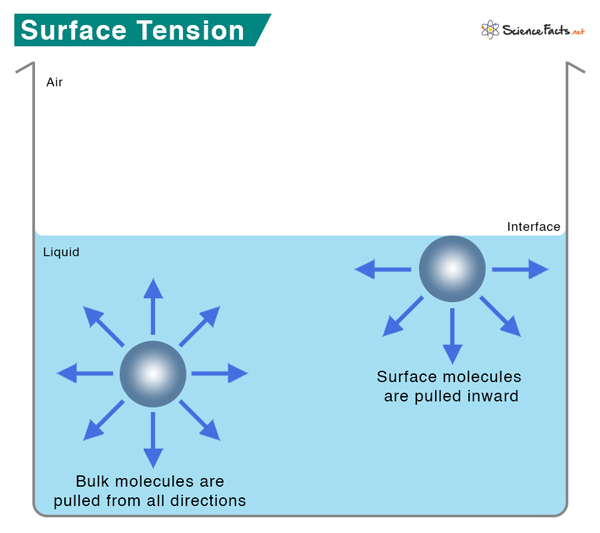 Surface Tension
ScienceFacts.net
Air
Interface
Liquid
Surface molecules
are pulled inward
Bulk molecules are
pulled from all directions